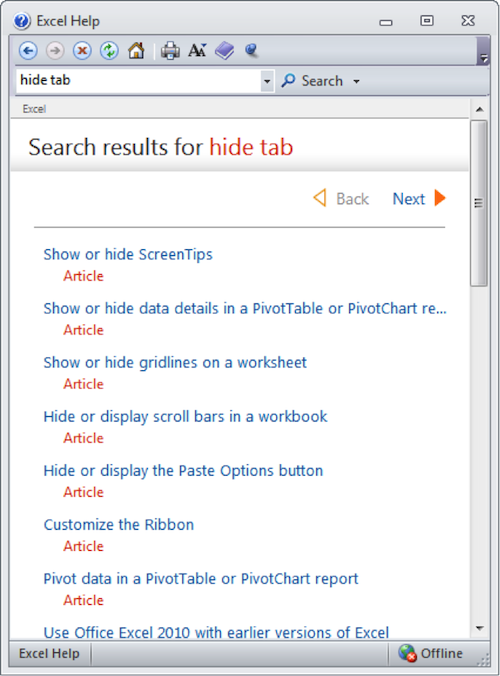 Excel Help
hide tab
Search
Excel
Search results for hide tab
Back Next
Show or hide ScreenTips
Article
Show or hide data details in a PivotTable or PivotChart re...
Article
Show or hide gridlines on a worksheet
Article
Hide or display scroll bars in a workbook
Article
Hide or display the Paste Options button
Article
Customize the Ribbon
Article
Pivot data in a PivotTable or PivotChart report
Article
Use Office Excel 2010 with earlier versions of Excel
Excel Help Offline